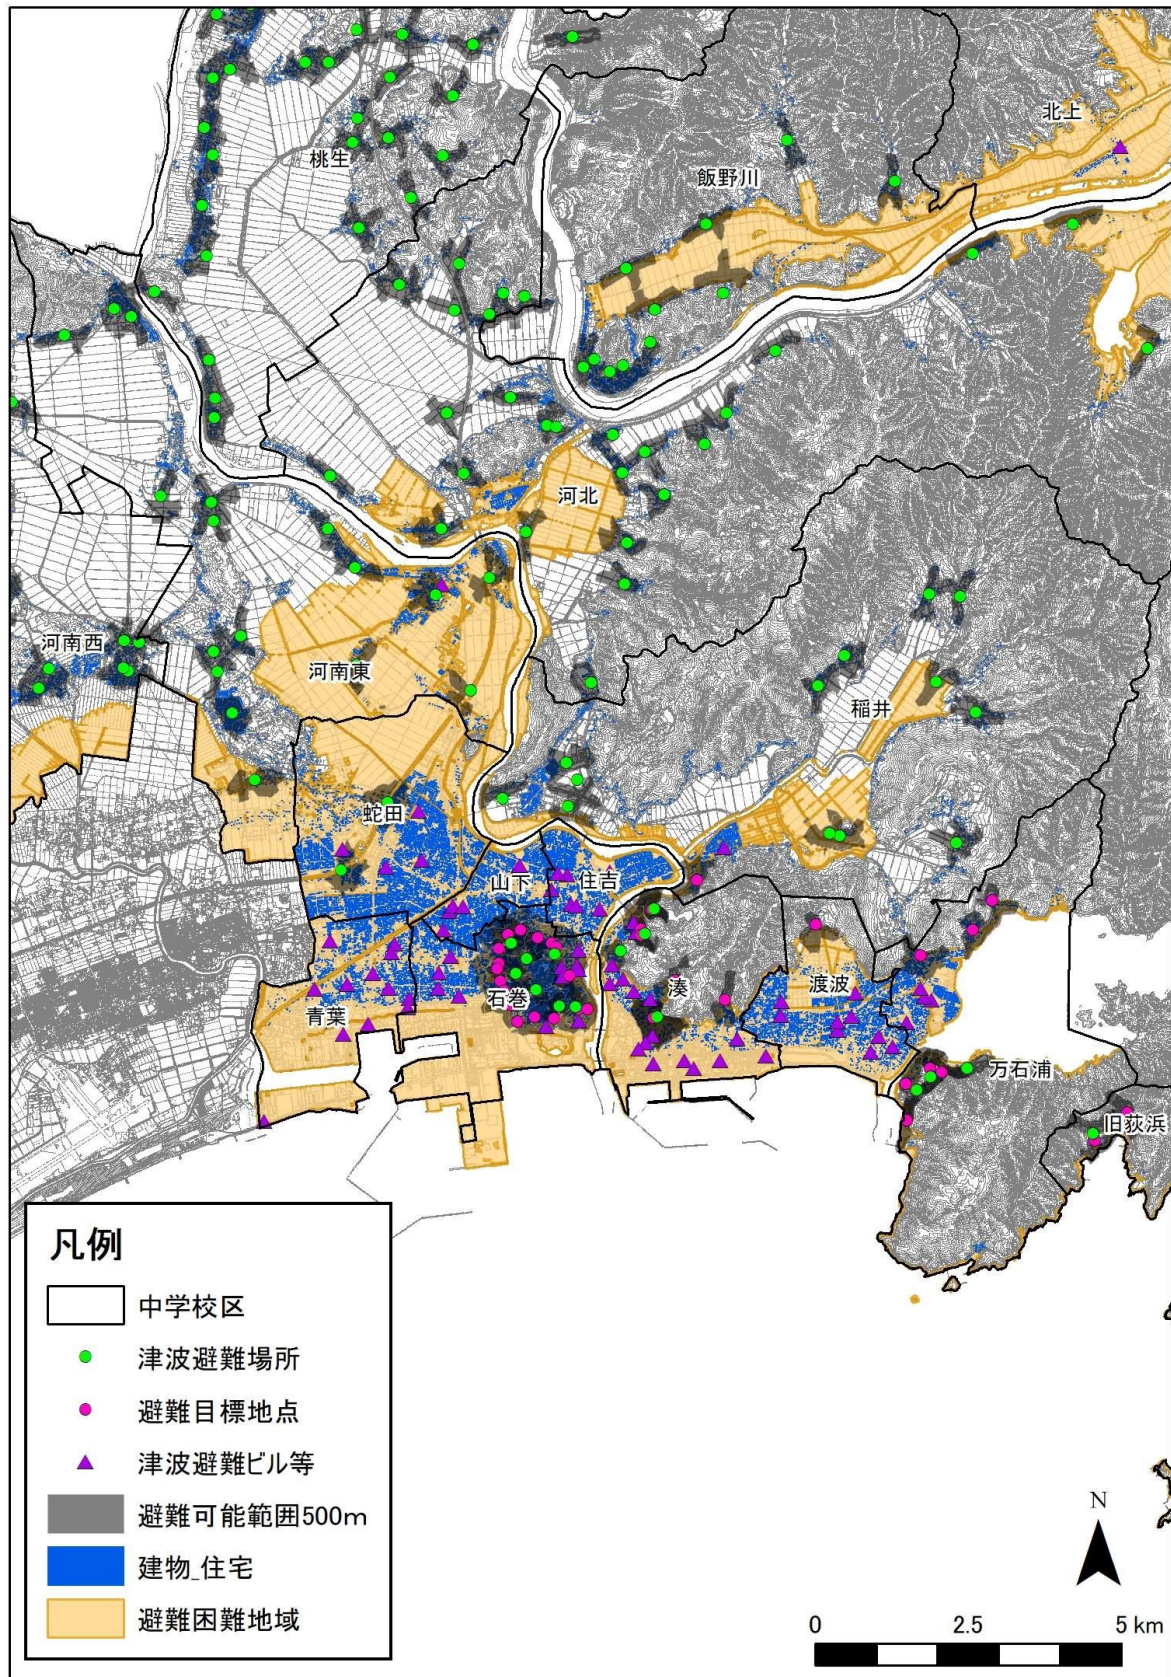 北上
桃生
飯野川
河北
河南西
河南東
稲井
蛇田
山下
住吉
渡波
石巻
湊
青葉
万石浦
旧荻浜
凡例
中学校区
津波避難場所
避難目標地点
津波避難ビル等
避難可能範囲500m
建物_住宅
避難困難地域
N
0 2.5 5 km